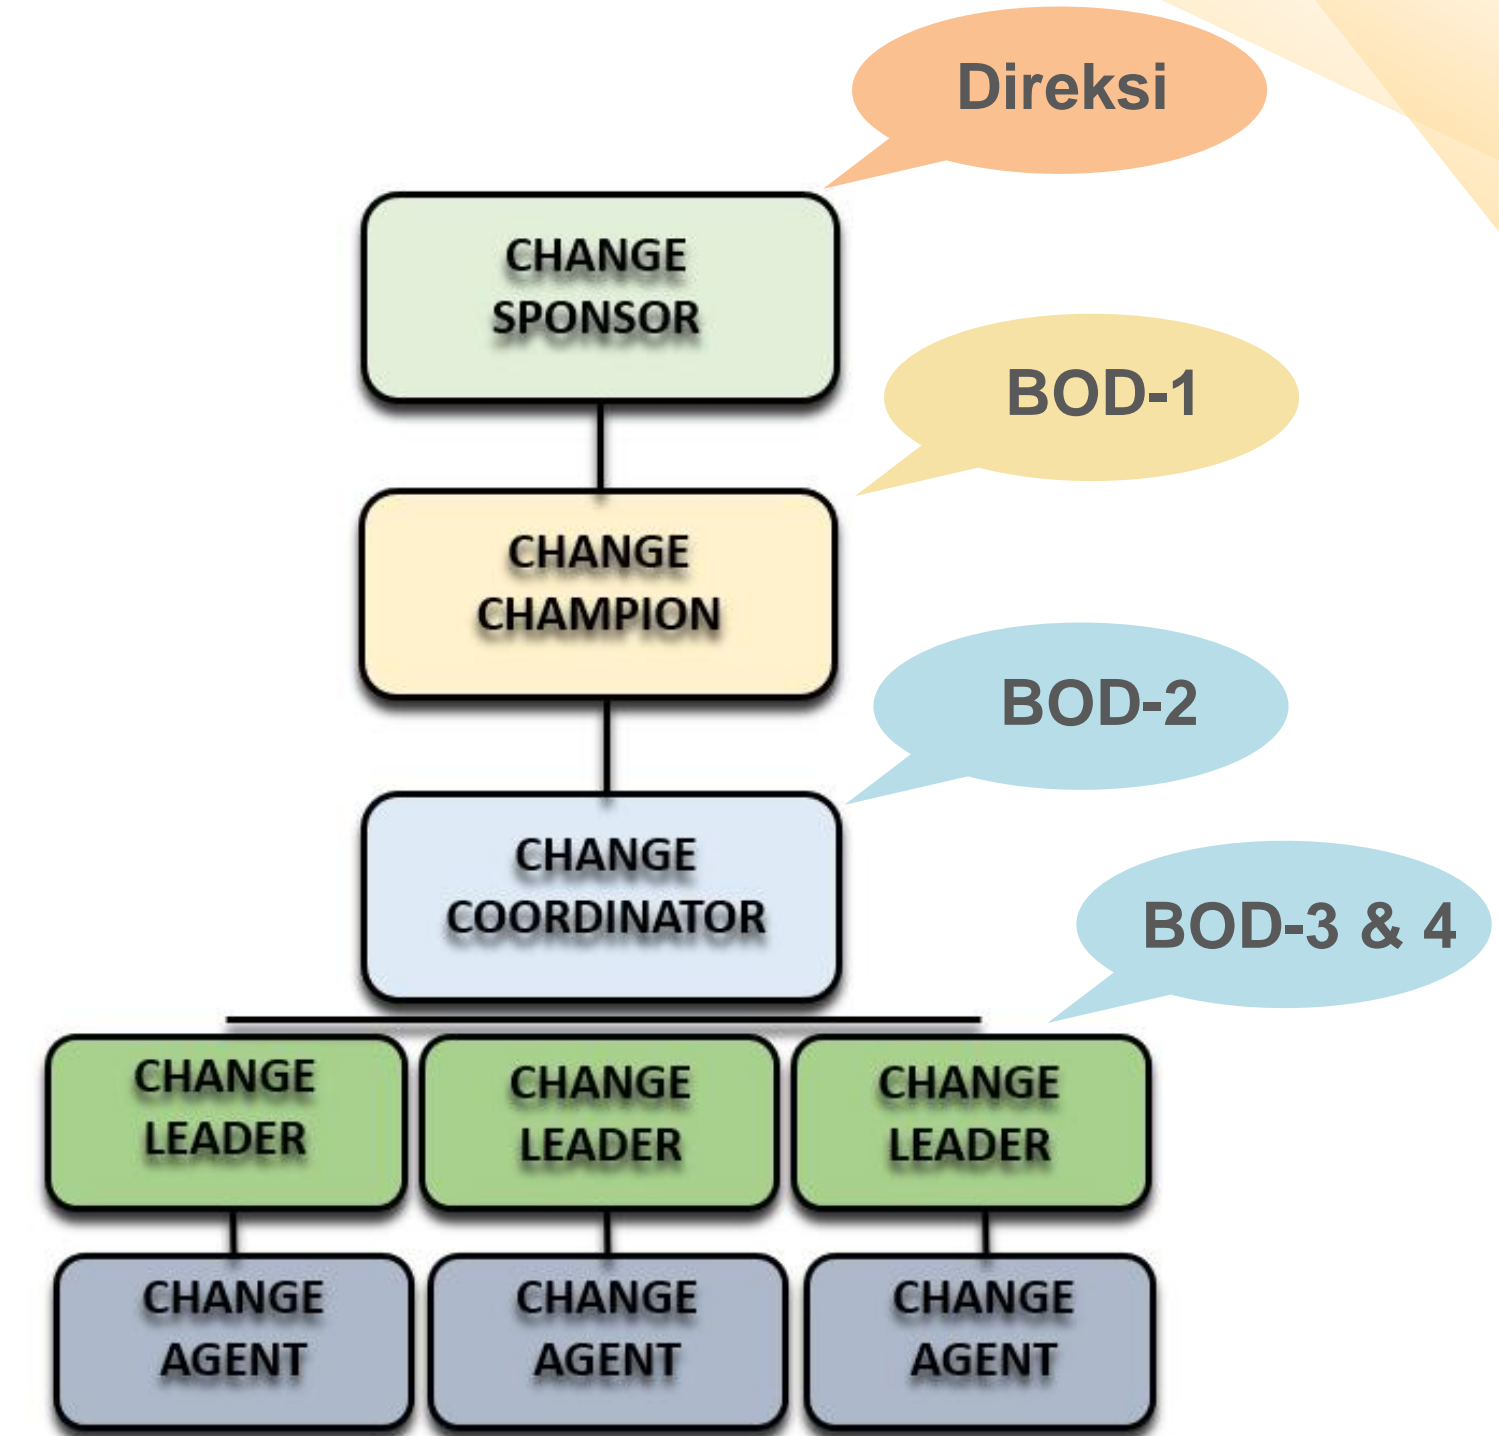 Direksi
CHANGE
SPONSOR
BOD-1
CHANGE
CHAMPION
BOD-2
CHANGE
COORDINATOR
BOD-3 & 4
CHANGE
LEADER
CHANGE
LEADER
CHANGE
LEADER
CHANGE
AGENT
CHANGE
AGENT
CHANGE
AGENT